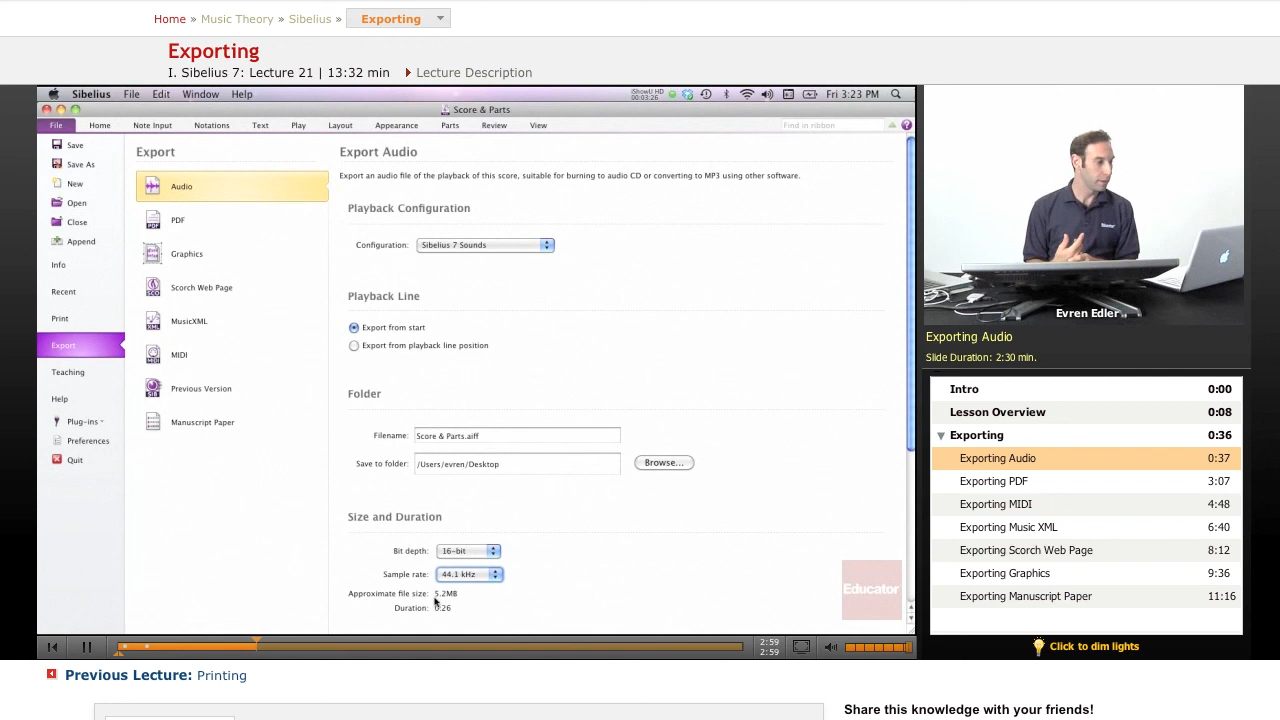 Home » Music Theory » Sibelius » Exporting
Exporting
I. Sibelius 7: Lecture 21 | 13:32 min Lecture Description
Sibelius File Edit Window Help
iShowU HD
00:03:26
Fri 3:23 PM
Score & Parts
File Home Note Input Notations Text Play Layout Appearance Parts Review View
Find in ribbon
Save
Save As
New
Open
Close
Append
Info
Recent
Print
Export
Teaching
Help
Plug-ins
Preferences
Quit
Export
Audio
PDF
Graphics
Scorch Web Page
MusicXML
MIDI
Previous Version
Manuscript Paper
Export Audio
Export an audio file of the playback of this score, suitable for burning to audio CD or converting to MP3 using other software.
Playback Configuration
Configuration: Sibelius 7 Sounds
Playback Line
Export from start
Export from playback line position
Folder
Filename: Score & Parts.aiff
Save to folder: /Users/evren/Desktop Browse...
Size and Duration
Bit depth: 16-bit
Sample rate: 44.1 kHz
Approximate file size: 5.2MB
Duration: 0:26
Educator
2:59
2:59
Evren Edler
Exporting Audio
Slide Duration: 2:30 min.
Intro 0:00
Lesson Overview 0:08
Exporting 0:36
Exporting Audio 0:37
Exporting PDF 3:07
Exporting MIDI 4:48
Exporting Music XML 6:40
Exporting Scorch Web Page 8:12
Exporting Graphics 9:36
Exporting Manuscript Paper 11:16
Click to dim lights
Previous Lecture: Printing
Share this knowledge with your friends!